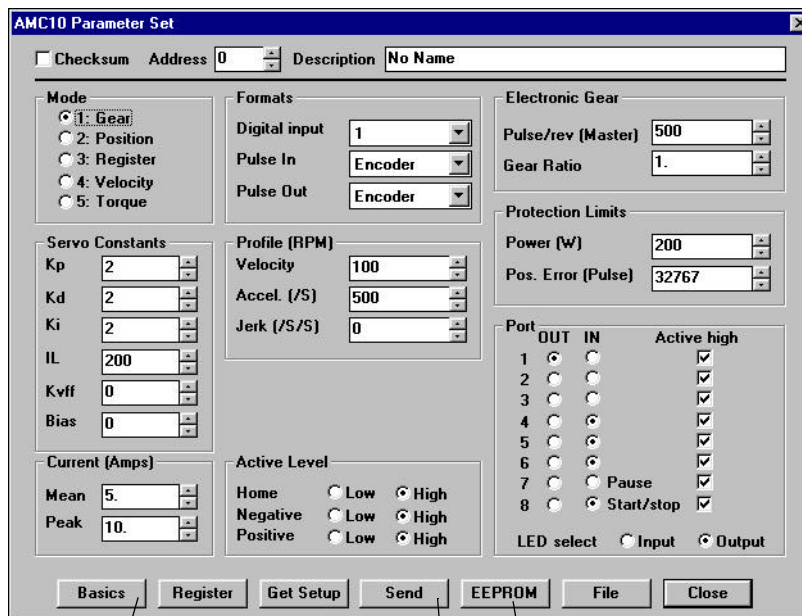 AMC10 Parameter Set
Checksum Address 0 Description No Name
Mode
1: Gear
2: Position
3: Register
4: Velocity
5: Torque
Formats
Digital input 1
Pulse In Encoder
Pulse Out Encoder
Electronic Gear
Pulse/rev (Master) 500
Gear Ratio 1.
Protection Limits
Power (W) 200
Pos. Error (Pulse) 32767
Servo Constants
Kp 2
Kd 2
Ki 2
IL 200
Kvff 0
Bias 0
Profile (RPM)
Velocity 100
Accel. (/S) 500
Jerk (/S/S) 0
Port
OUT IN Active high
1
2
3
4
5
6
7 Pause
8 Start/stop
LED select Input Output
Current (Amps)
Mean 5.
Peak 10.
Active Level
Home Low High
Negative Low High
Positive Low High
Basics Register Get Setup Send EEPROM File Close